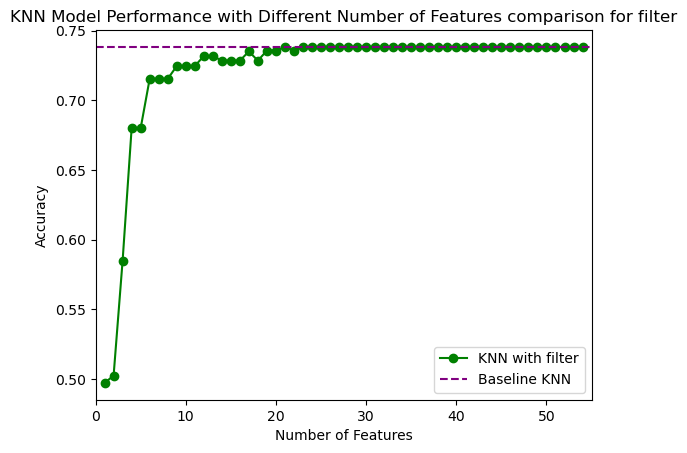 KNN Model Performance with Different Number of Features comparison for filter
0.75
0.70
0.65
0.60
0.55
0.50
Accuracy
0 10 20 30 40 50
Number of Features
KNN with filter
Baseline KNN